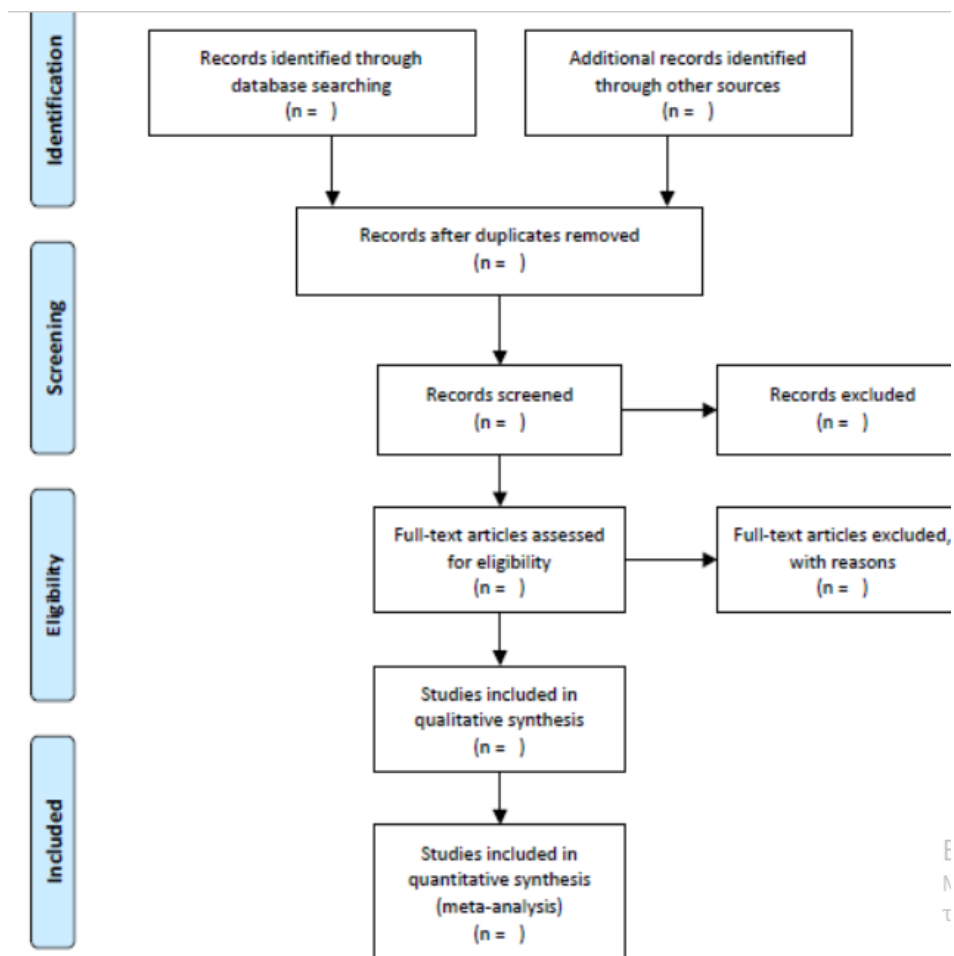 Identification
Records identified through
database searching
(n =   )
Additional records identified
through other sources
(n =   )
Records after duplicates removed
(n =   )
Screening
Records screened
(n =   )
Records excluded
(n =   )
Eligibility
Full-text articles assessed
for eligibility
(n =   )
Full-text articles excluded,
with reasons
(n =   )
Studies included in
qualitative synthesis
(n =   )
Included
Studies included in
quantitative synthesis
(meta-analysis)
(n =   )